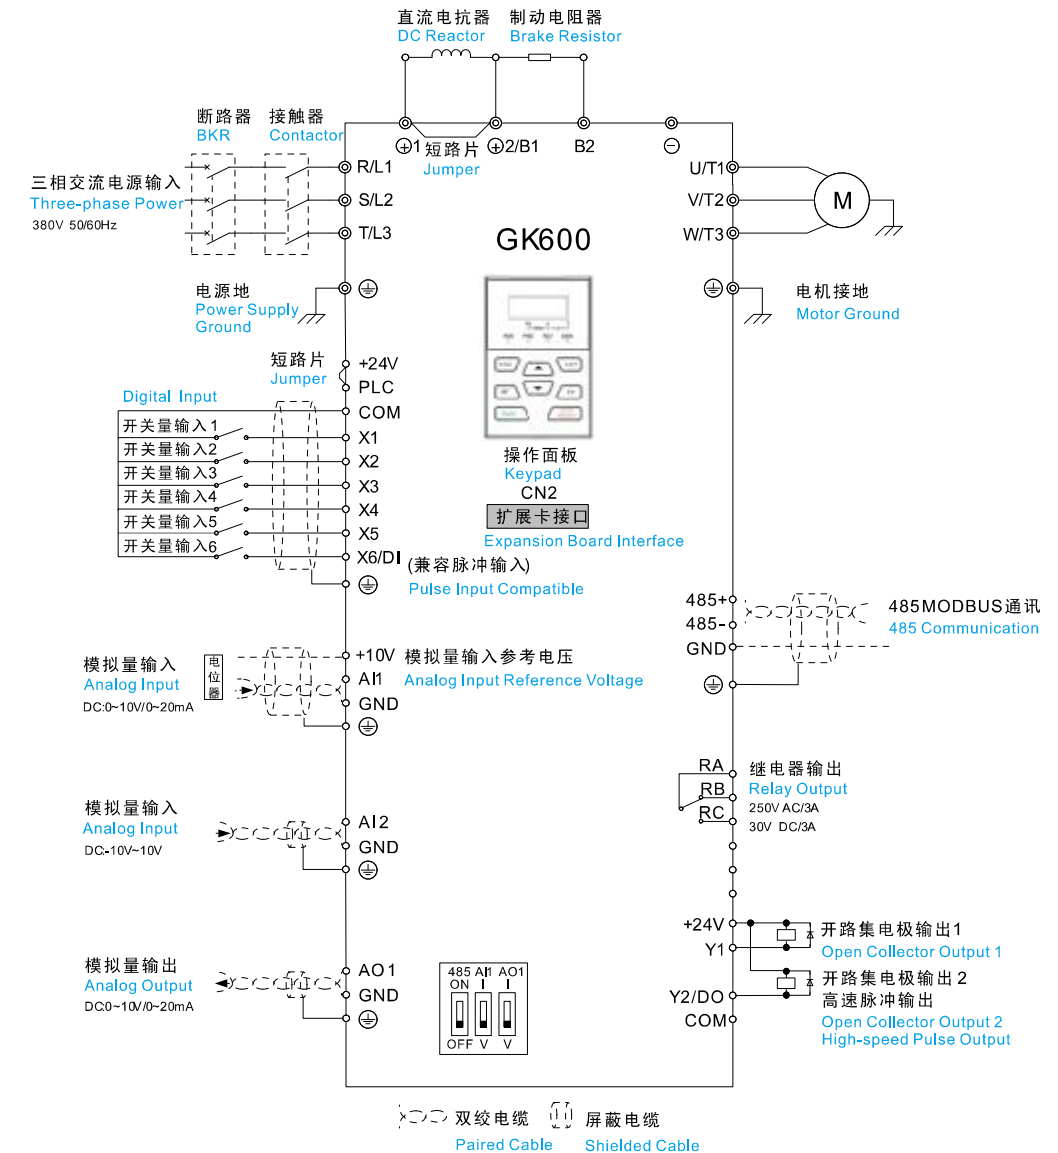 直流电抗器 制动电阻器
DC Reactor Brake Resistor
断路器 接触器
BKR Contactor
⊕1 短路片 ⊕2/B1 B2 ⊖
Jumper
三相交流电源输入
Three-phase Power
380V 50/60Hz
R/L1
S/L2
T/L3
U/T1
V/T2
W/T3
M
GK600
电源地
Power Supply
Ground
电机接地
Motor Ground
短路片
Jumper
+24V
PLC
COM
Digital Input
开关量输入1 X1
开关量输入2 X2
开关量输入3 X3
开关量输入4 X4
开关量输入5 X5
开关量输入6 X6/DI (兼容脉冲输入)
Pulse Input Compatible
操作面板
Keypad
CN2
扩展卡接口
Expansion Board Interface
485+
485-
GND
485MODBUS通讯
485 Communication
模拟量输入
Analog Input
DC:0~10V/0~20mA
电位器
+10V 模拟量输入参考电压
AI1 Analog Input Reference Voltage
GND
RA
RB
RC
继电器输出
Relay Output
250V AC/3A
30V DC/3A
模拟量输入
Analog Input
DC:-10V~10V
AI2
GND
+24V
Y1
开路集电极输出1
Open Collector Output 1
Y2/DO
COM
开路集电极输出2
高速脉冲输出
Open Collector Output 2
High-speed Pulse Output
模拟量输出
Analog Output
DC:0~10V/0~20mA
AO1
GND
485 AI1 AO1
ON I I
OFF V V
双绞电缆 屏蔽电缆
Paired Cable Shielded Cable